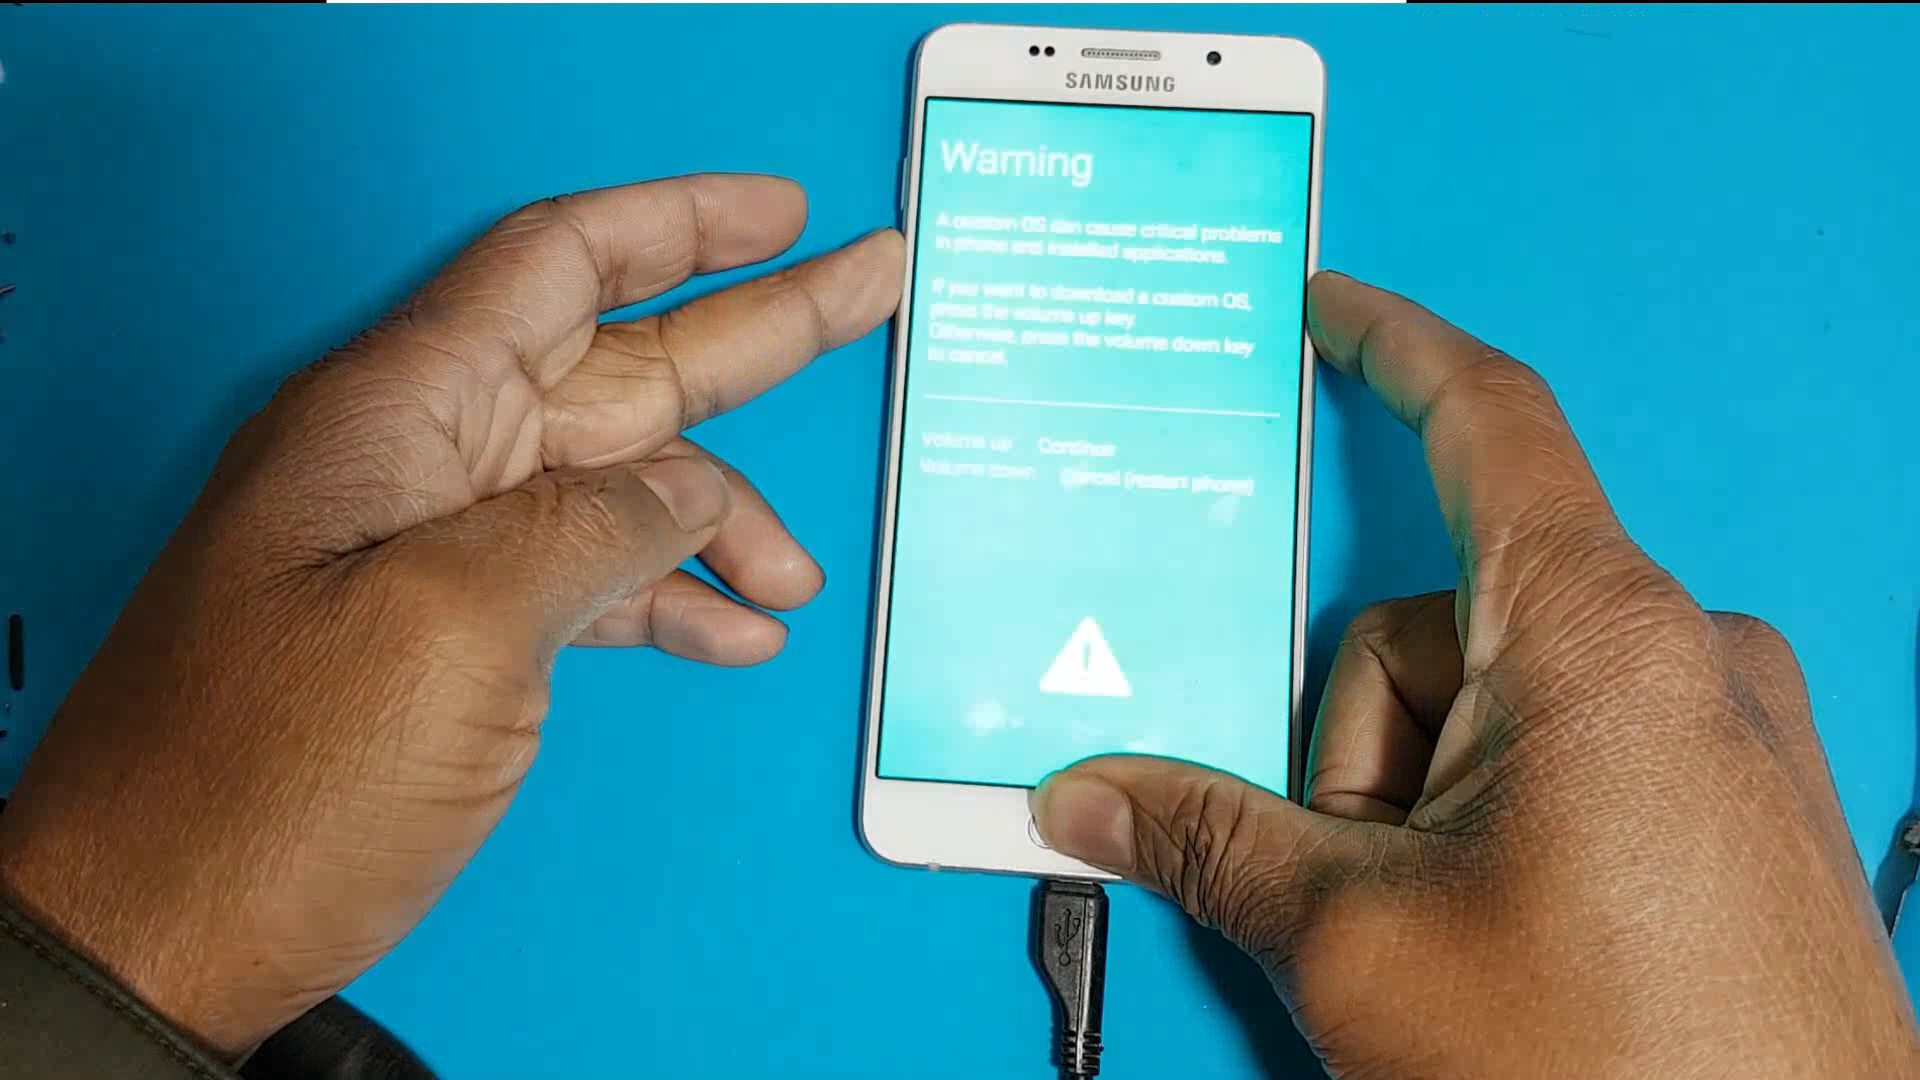 SAMSUNG
Warning
A custom OS can cause critical problems
in phone and installed applications.
If you want to download a custom OS,
press the volume up key.
Otherwise, press the volume down key
to cancel.
Volume up Continue
Volume down Cancel (restart phone)